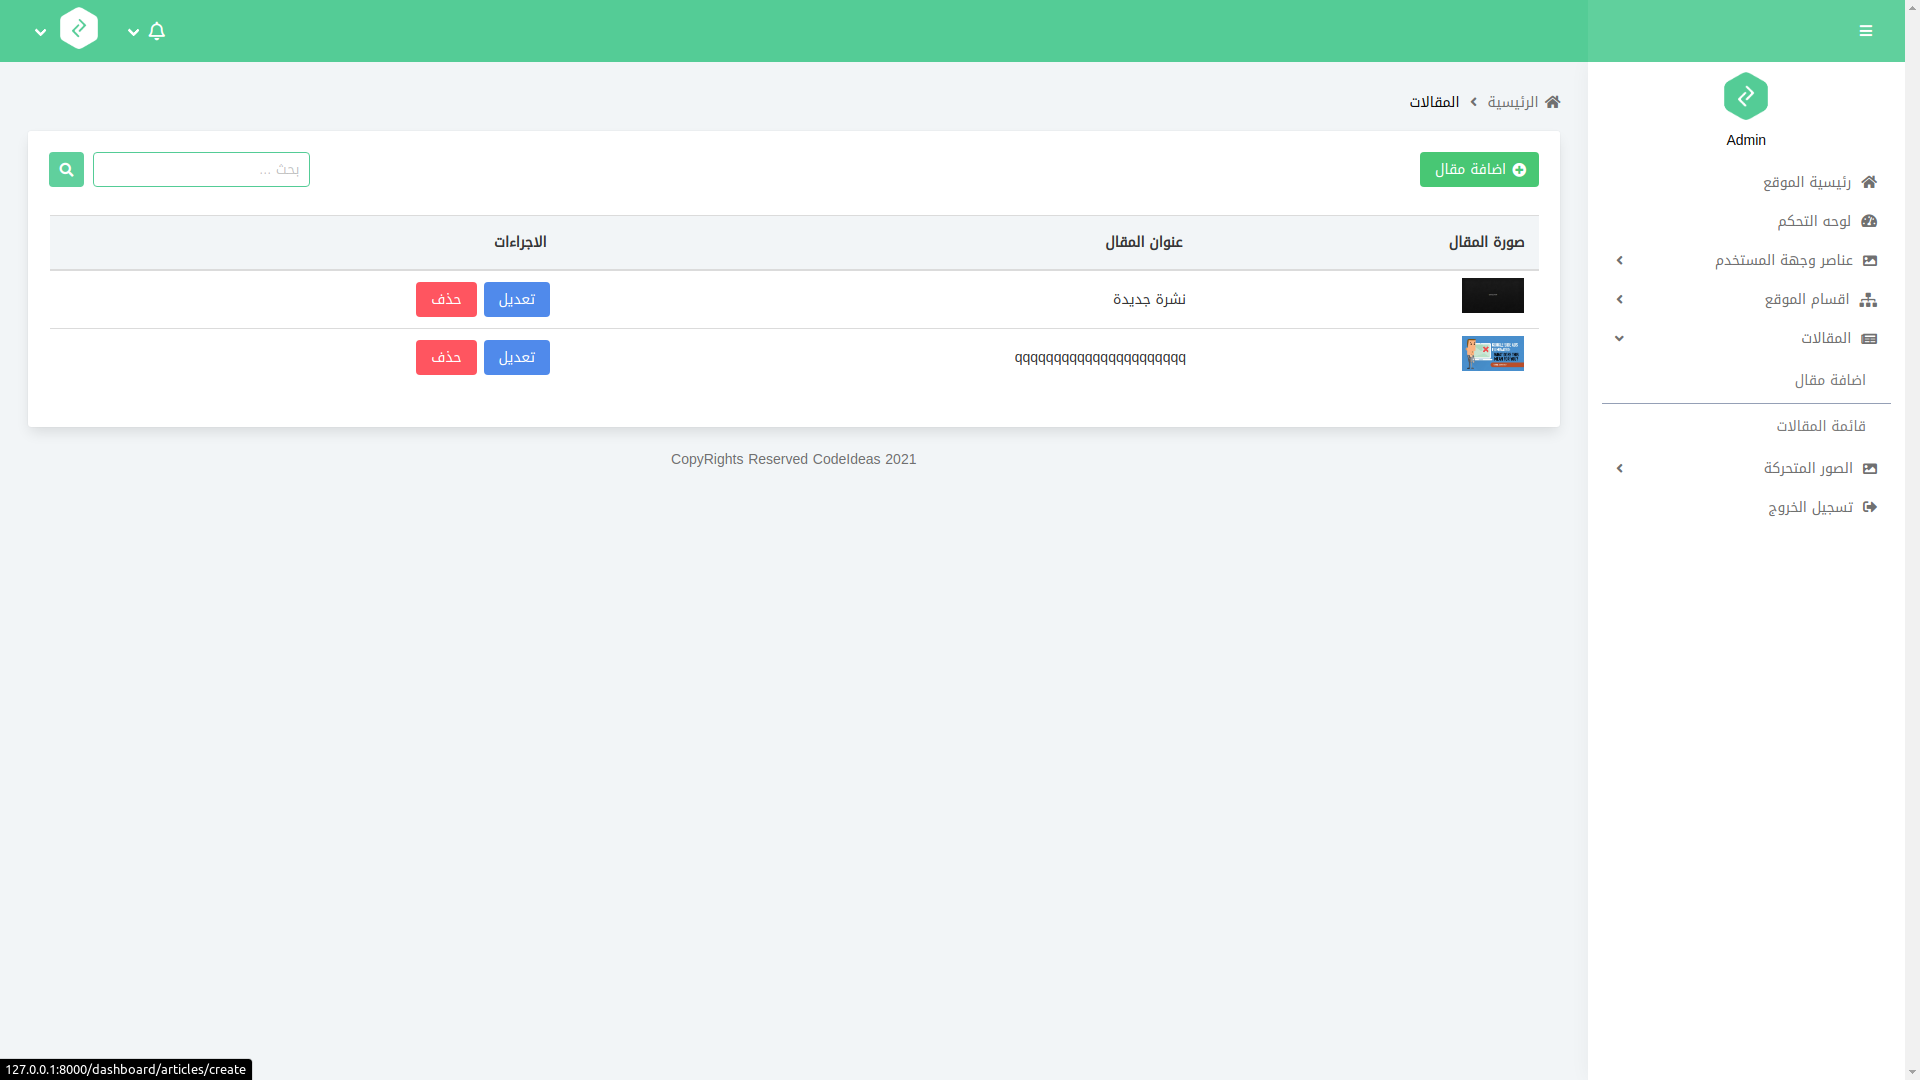 الرئيسية
المقالات
اضافة مقال
بحث ...
صورة المقال
عنوان المقال
الاجراءات
نشرة جديدة
تعديل
حذف
qqqqqqqqqqqqqqqqqqqqqq
تعديل
حذف
CopyRights Reserved CodeIdeas 2021
Admin
رئيسية الموقع
لوحه التحكم
عناصر وجهة المستخدم
اقسام الموقع
المقالات
اضافة مقال
قائمة المقالات
الصور المتحركة
تسجيل الخروج
127.0.0.1:8000/dashboard/articles/create